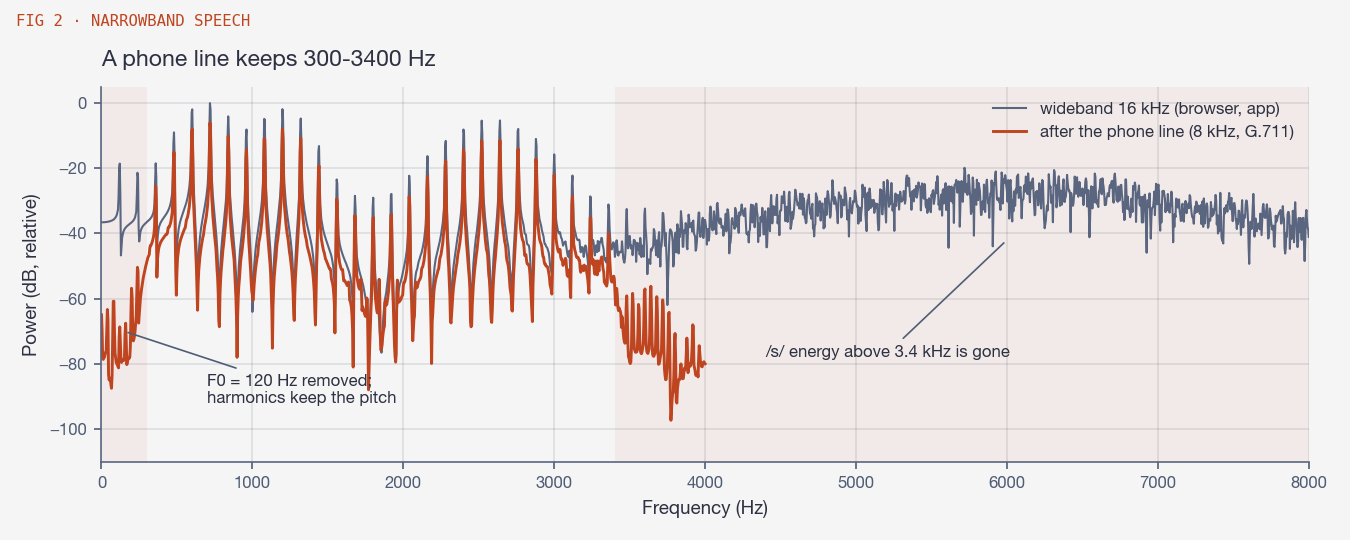 FIG 2 · NARROWBAND SPEECH
A phone line keeps 300-3400 Hz
wideband 16 kHz (browser, app)
after the phone line (8 kHz, G.711)
Power (dB, relative)
0
−20
−40
−60
−80
−100
/s/ energy above 3.4 kHz is gone
F0 = 120 Hz removed;
harmonics keep the pitch
0 1000 2000 3000 4000 5000 6000 7000 8000
Frequency (Hz)